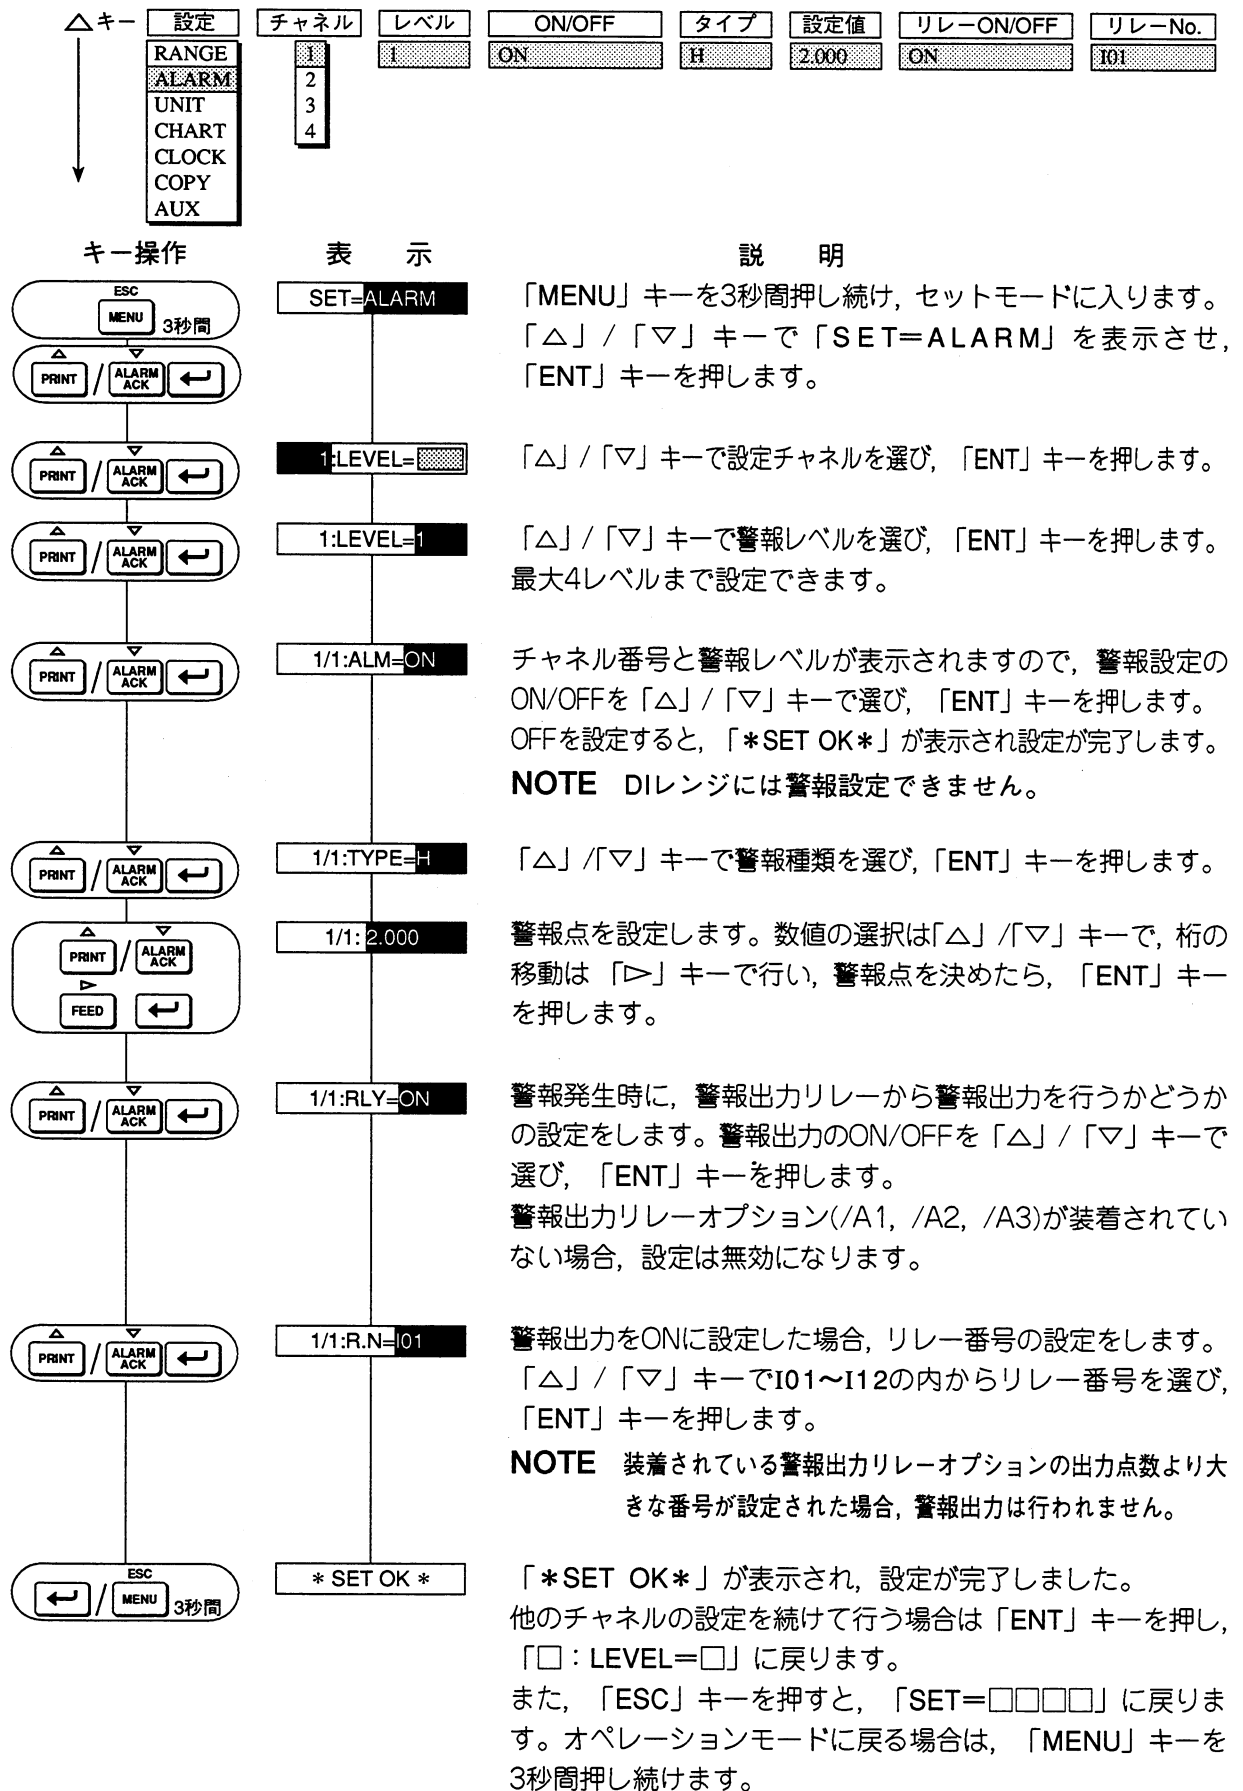 △キー 設定 チャネル レベル ON/OFF タイプ 設定値 リレーON/OFF リレーNo.
RANGE 1 1 ON H 2.000 ON I01
ALARM 2
UNIT 3
CHART 4
CLOCK
COPY
AUX
キー操作 表 示 説 明
ESC
MENU 3秒間
SET=ALARM
「MENU」キーを3秒間押し続け, セットモードに入ります。
「△」/「▽」キーで「SET=ALARM」を表示させ,
「ENT」キーを押します。
△ ▽
PRINT / ALARM ACK ↵
△ ▽
PRINT / ALARM ACK ↵
1:LEVEL=
「△」/「▽」キーで設定チャネルを選び, 「ENT」キーを押します。
△ ▽
PRINT / ALARM ACK ↵
1:LEVEL=1
「△」/「▽」キーで警報レベルを選び, 「ENT」キーを押します。
最大4レベルまで設定できます。
△ ▽
PRINT / ALARM ACK ↵
1/1:ALM=ON
チャネル番号と警報レベルが表示されますので, 警報設定の
ON/OFFを「△」/「▽」キーで選び, 「ENT」キーを押します。
OFFを設定すると, 「*SET OK*」が表示され設定が完了します。
NOTE DIレンジには警報設定できません。
△ ▽
PRINT / ALARM ACK ↵
1/1:TYPE=H
「△」/「▽」キーで警報種類を選び, 「ENT」キーを押します。
△ ▽
PRINT / ALARM ACK
▷
FEED ↵
1/1: 2.000
警報点を設定します。数値の選択は「△」/「▽」キーで, 桁の
移動は 「▷」キーで行い, 警報点を決めたら, 「ENT」キー
を押します。
△ ▽
PRINT / ALARM ACK ↵
1/1:RLY=ON
警報発生時に, 警報出力リレーから警報出力を行うかどうか
の設定をします。警報出力のON/OFFを「△」/「▽」キーで
選び, 「ENT」キーを押します。
警報出力リレーオプション(/A1, /A2, /A3)が装着されてい
ない場合, 設定は無効になります。
△ ▽
PRINT / ALARM ACK ↵
1/1:R.N=I01
警報出力をONに設定した場合, リレー番号の設定をします。
「△」/「▽」キーでI01〜I12の内からリレー番号を選び,
「ENT」キーを押します。
NOTE 装着されている警報出力リレーオプションの出力点数より大
きな番号が設定された場合, 警報出力は行われません。
ESC
↵ / MENU 3秒間
* SET OK *
「*SET OK*」が表示され, 設定が完了しました。
他のチャネルの設定を続けて行う場合は「ENT」キーを押し,
「□：LEVEL=□」に戻ります。
また, 「ESC」キーを押すと, 「SET=□□□□」に戻りま
す。オペレーションモードに戻る場合は, 「MENU」キーを
3秒間押し続けます。